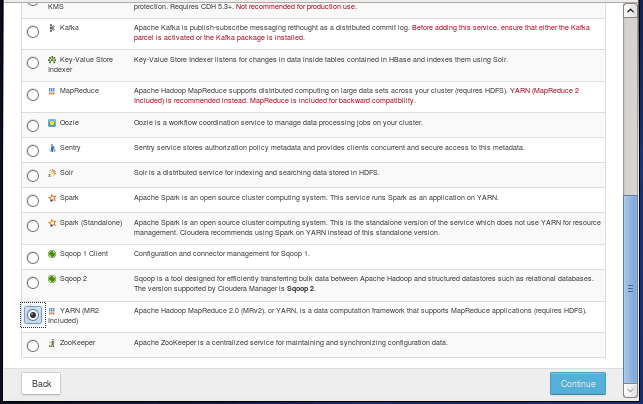 KMS
protection. Requires CDH 5.3+. Not recommended for production use.
Kafka
Apache Kafka is publish-subscribe messaging rethought as a distributed commit log. Before adding this service, ensure that either the Kafka
parcel is activated or the Kafka package is installed.
Key-Value Store
Indexer
Key-Value Store Indexer listens for changes in data inside tables contained in HBase and indexes them using Solr.
MapReduce
Apache Hadoop MapReduce supports distributed computing on large data sets across your cluster (requires HDFS). YARN (MapReduce 2
Included) is recommended instead. MapReduce is included for backward compatibility.
Oozie
Oozie is a workflow coordination service to manage data processing jobs on your cluster.
Sentry
Sentry service stores authorization policy metadata and provides clients concurrent and secure access to this metadata.
Solr
Solr is a distributed service for indexing and searching data stored in HDFS.
Spark
Apache Spark is an open source cluster computing system. This service runs Spark as an application on YARN.
Spark (Standalone)
Apache Spark is an open source cluster computing system. This is the standalone version of the service which does not use YARN for resource
management. Cloudera recommends using Spark on YARN instead of this standalone version.
Sqoop 1 Client
Configuration and connector management for Sqoop 1.
Sqoop 2
Sqoop is a tool designed for efficiently transferring bulk data between Apache Hadoop and structured datastores such as relational databases.
The version supported by Cloudera Manager is Sqoop 2.
YARN (MR2
Included)
Apache Hadoop MapReduce 2.0 (MRv2), or YARN, is a data computation framework that supports MapReduce applications (requires HDFS).
ZooKeeper
Apache ZooKeeper is a centralized service for maintaining and synchronizing configuration data.
Back
Continue